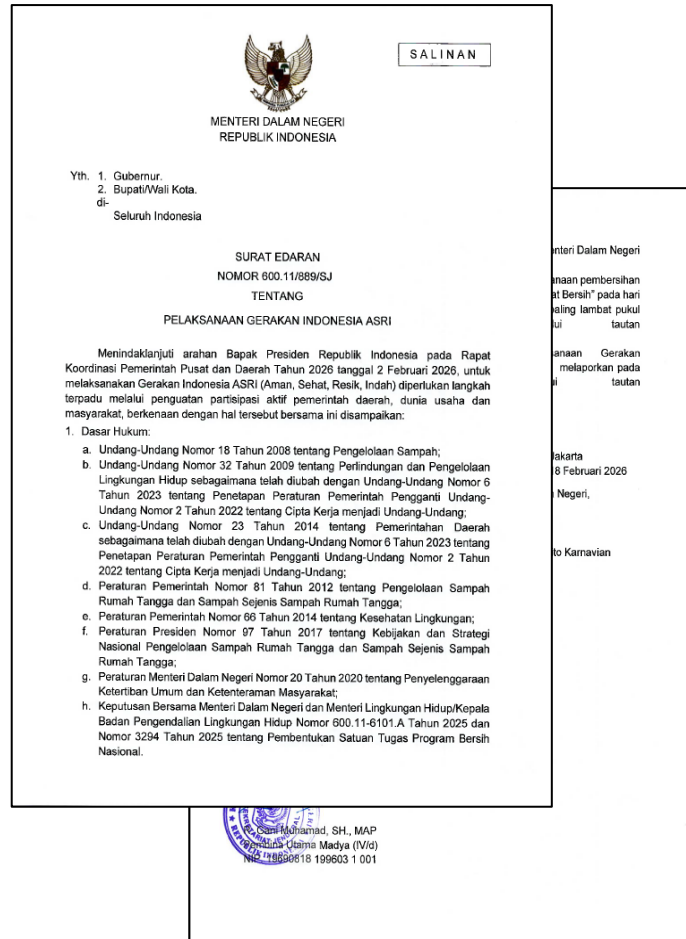 SALINAN
MENTERI DALAM NEGERI
REPUBLIK INDONESIA
Yth. 1. Gubernur.
2. Bupati/Wali Kota.
di-
Seluruh Indonesia
SURAT EDARAN
NOMOR 600.11/889/SJ
TENTANG
PELAKSANAAN GERAKAN INDONESIA ASRI
Menindaklanjuti arahan Bapak Presiden Republik Indonesia pada Rapat
Koordinasi Pemerintah Pusat dan Daerah Tahun 2026 tanggal 2 Februari 2026, untuk
melaksanakan Gerakan Indonesia ASRI (Aman, Sehat, Resik, Indah) diperlukan langkah
terpadu melalui penguatan partisipasi aktif pemerintah daerah, dunia usaha dan
masyarakat, berkenaan dengan hal tersebut bersama ini disampaikan:
1. Dasar Hukum:
a. Undang-Undang Nomor 18 Tahun 2008 tentang Pengelolaan Sampah;
b. Undang-Undang Nomor 32 Tahun 2009 tentang Perlindungan dan Pengelolaan
Lingkungan Hidup sebagaimana telah diubah dengan Undang-Undang Nomor 6
Tahun 2023 tentang Penetapan Peraturan Pemerintah Pengganti Undang-
Undang Nomor 2 Tahun 2022 tentang Cipta Kerja menjadi Undang-Undang;
c. Undang-Undang Nomor 23 Tahun 2014 tentang Pemerintahan Daerah
sebagaimana telah diubah dengan Undang-Undang Nomor 6 Tahun 2023 tentang
Penetapan Peraturan Pemerintah Pengganti Undang-Undang Nomor 2 Tahun
2022 tentang Cipta Kerja menjadi Undang-Undang;
d. Peraturan Pemerintah Nomor 81 Tahun 2012 tentang Pengelolaan Sampah
Rumah Tangga dan Sampah Sejenis Sampah Rumah Tangga;
e. Peraturan Pemerintah Nomor 66 Tahun 2014 tentang Kesehatan Lingkungan;
f. Peraturan Presiden Nomor 97 Tahun 2017 tentang Kebijakan dan Strategi
Nasional Pengelolaan Sampah Rumah Tangga dan Sampah Sejenis Sampah
Rumah Tangga;
g. Peraturan Menteri Dalam Negeri Nomor 20 Tahun 2020 tentang Penyelenggaraan
Ketertiban Umum dan Ketenteraman Masyarakat;
h. Keputusan Bersama Menteri Dalam Negeri dan Menteri Lingkungan Hidup/Kepala
Badan Pengendalian Lingkungan Hidup Nomor 600.11-6101.A Tahun 2025 dan
Nomor 3294 Tahun 2025 tentang Pembentukan Satuan Tugas Program Bersih
Nasional.
Dalam Negeri
pembersihan
Bersih" pada hari
paling lambat pukul
tautan
Gerakan
melaporkan pada
tautan
Jakarta
8 Februari 2026
Negeri,
Karnavian
Muhamad, SH., MAP
Pembina Utama Madya (IV/d)
NIP. 19690818 199603 1 001